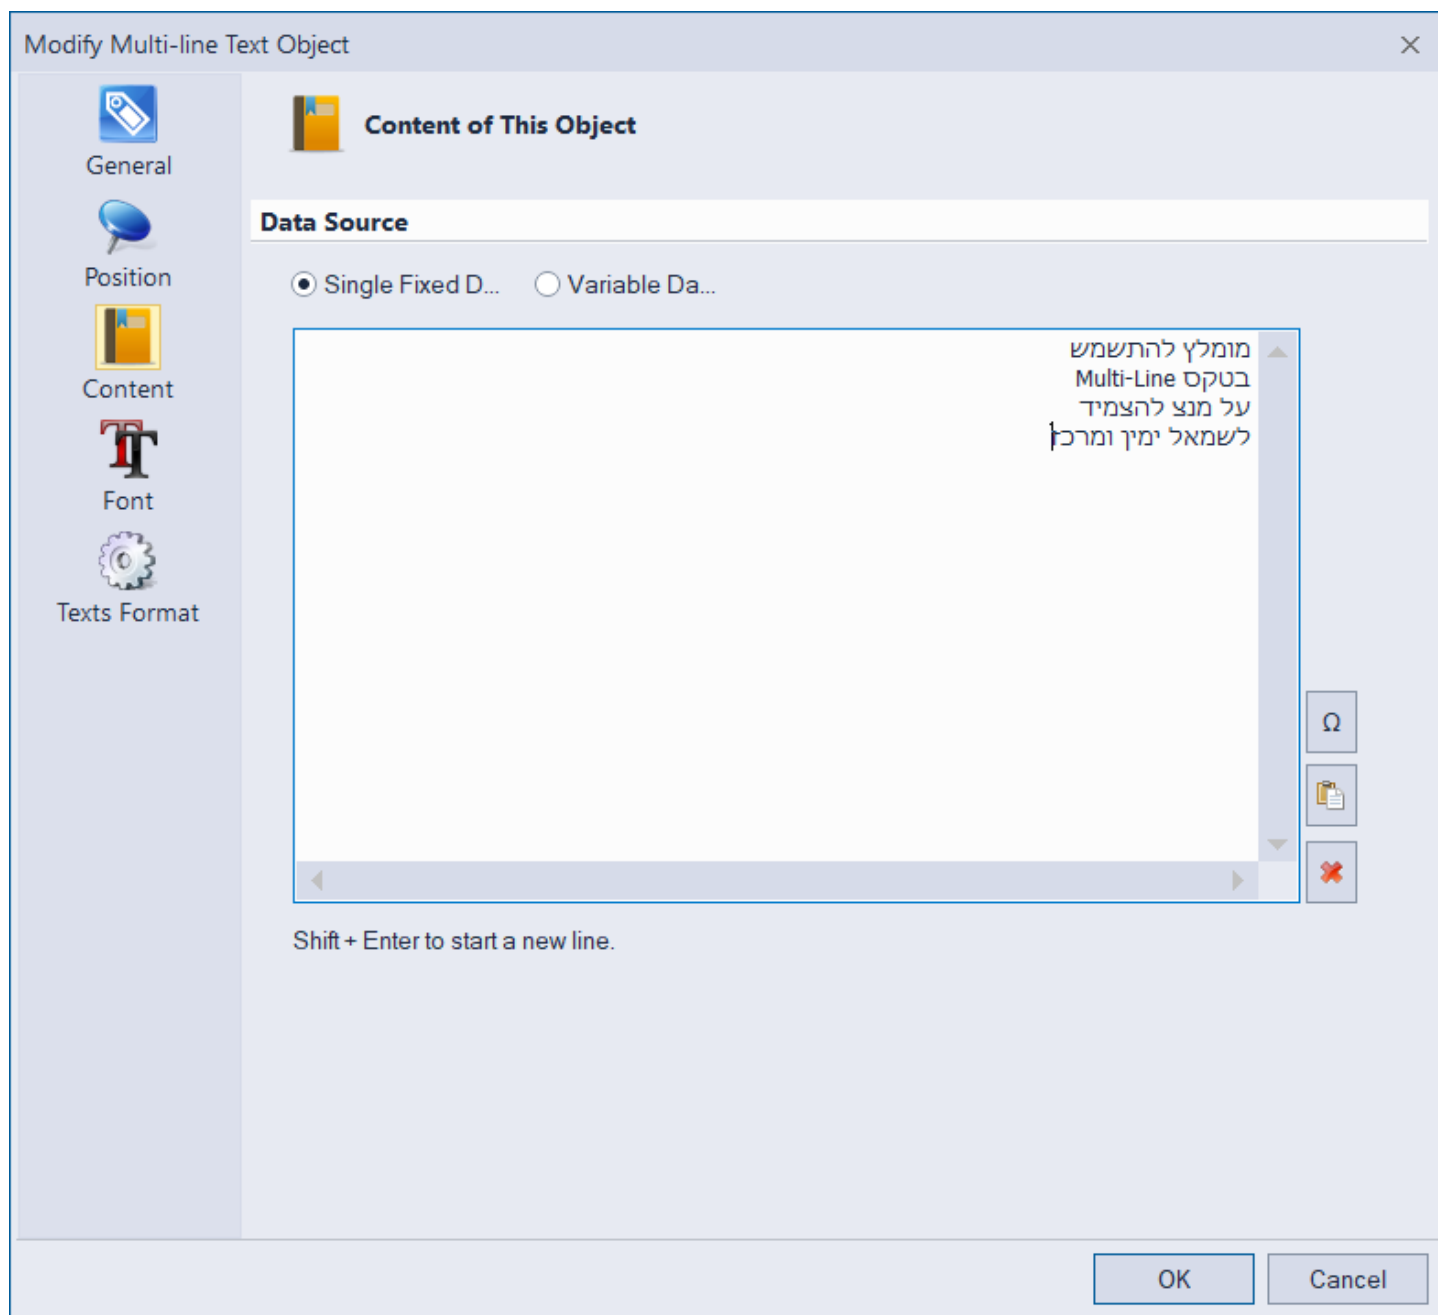 Modify Multi-line Text Object
General
Position
Content
Font
Texts Format
Content of This Object
Data Source
Single Fixed D... Variable Da...
מומלץ להתשמש
בטקס Multi-Line
על מנצ להצמיד
לשמאל ימין ומרכז
Ω
Shift + Enter to start a new line.
OK Cancel